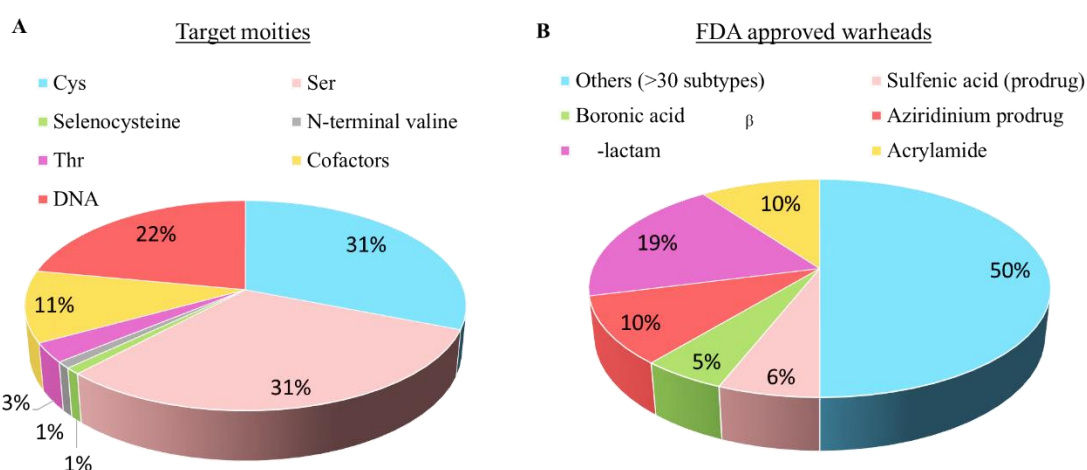 A
Target moities
Cys
Ser
Selenocysteine
N-terminal valine
Thr
Cofactors
DNA
22%
31%
11%
31%
3%
1%
1%
B
FDA approved warheads
Others (>30 subtypes)
Sulfenic acid (prodrug)
Boronic acid
β
Aziridinium prodrug
-lactam
Acrylamide
10%
19%
50%
10%
5%
6%